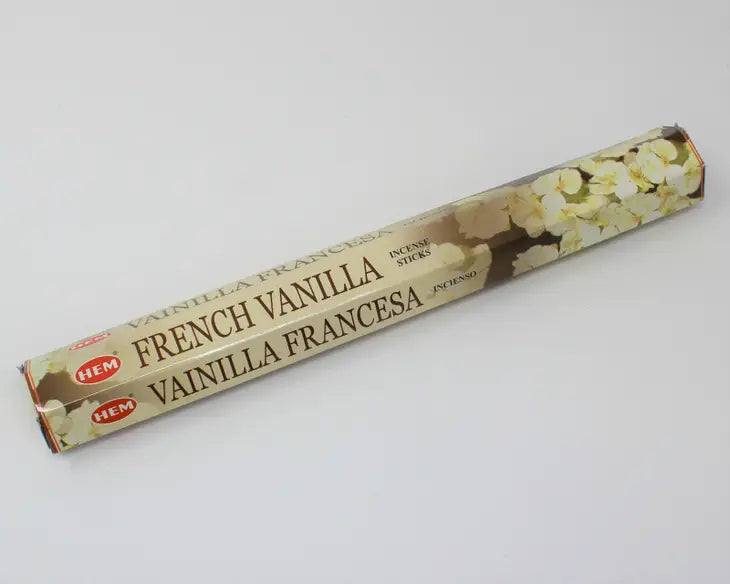 VAINILLA FRANCESA
HEM FRENCH VANILLA INCENSE STICKS
HEM VAINILLA FRANCESA INCIENSO